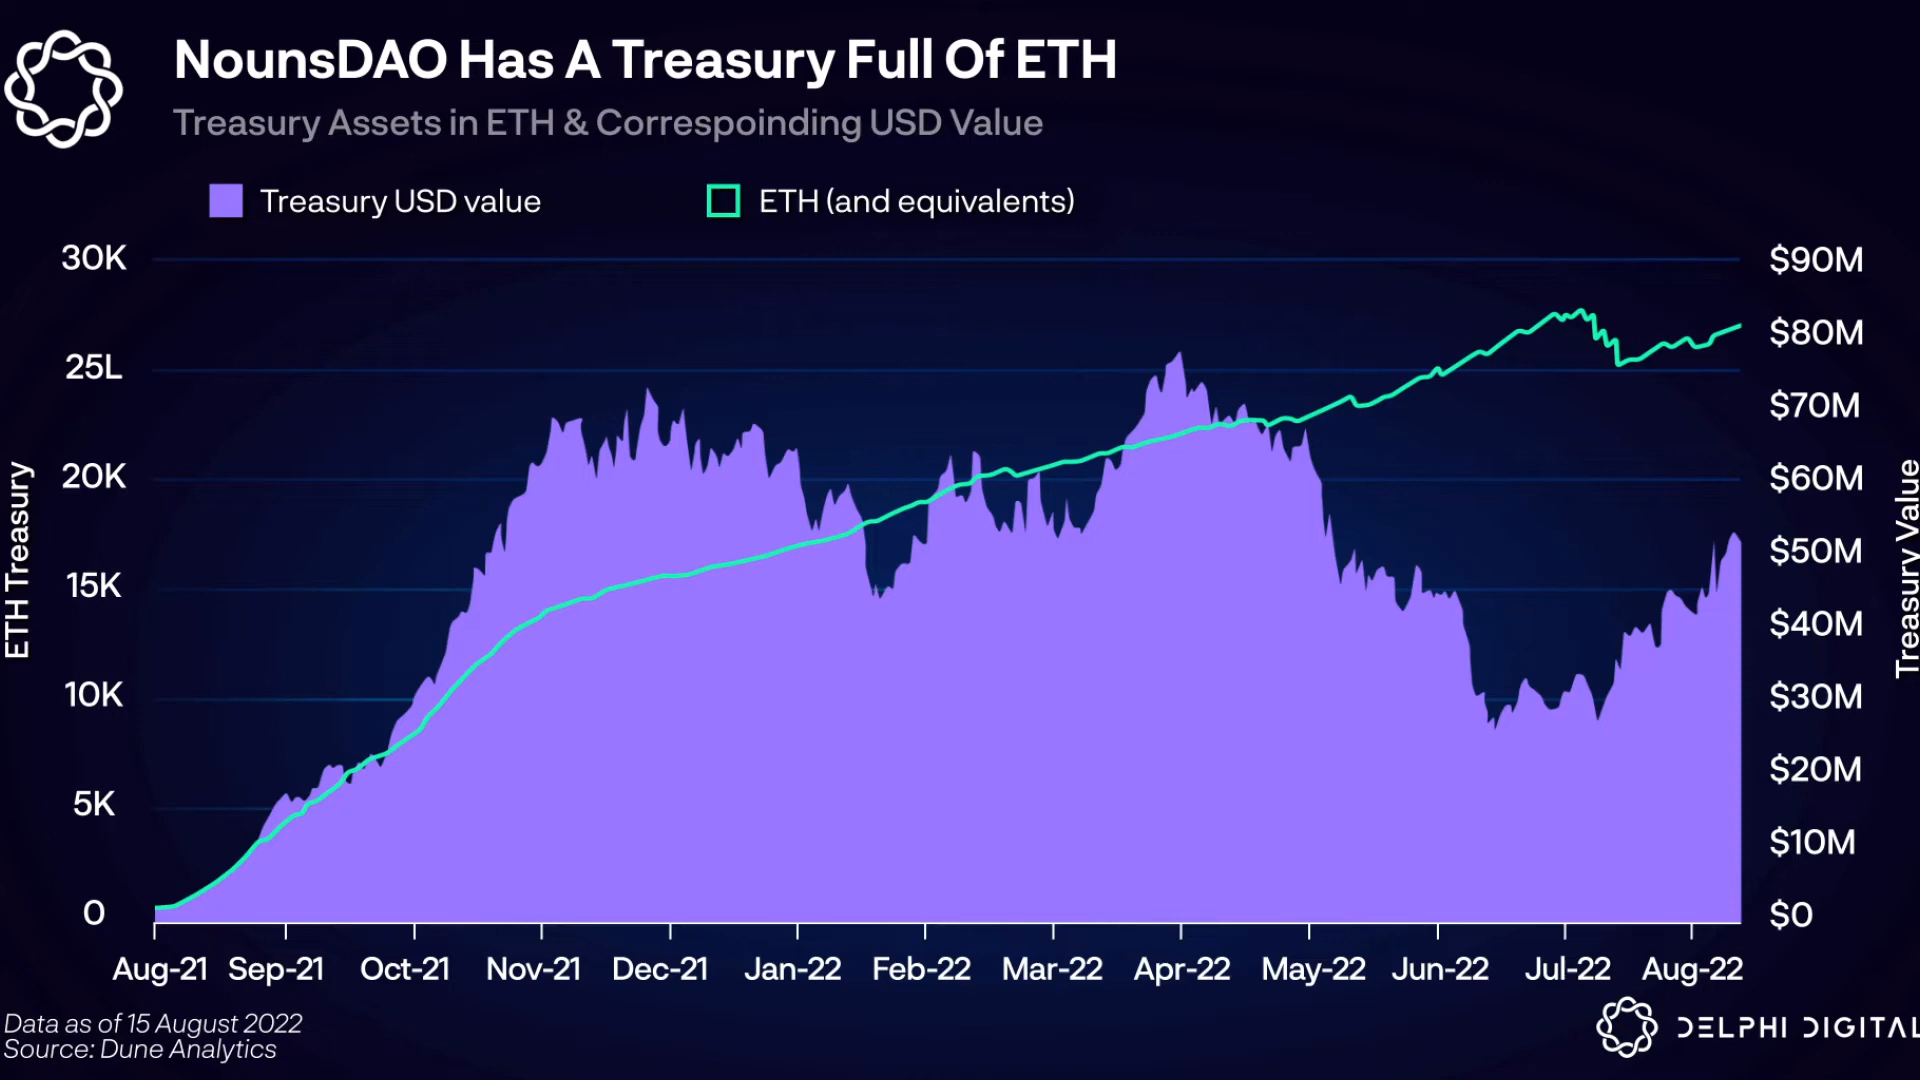 NounsDAO Has A Treasury Full Of ETH
Treasury Assets in ETH & Correspoinding USD Value
Treasury USD value
ETH (and equivalents)
30K
25L
20K
15K
10K
5K
0
ETH Treasury
$90M
$80M
$70M
$60M
$50M
$40M
$30M
$20M
$10M
$0
Treasury Value
Aug-21 Sep-21 Oct-21 Nov-21 Dec-21 Jan-22 Feb-22 Mar-22 Apr-22 May-22 Jun-22 Jul-22 Aug-22
Data as of 15 August 2022
Source: Dune Analytics
DELPHI DIGITAL